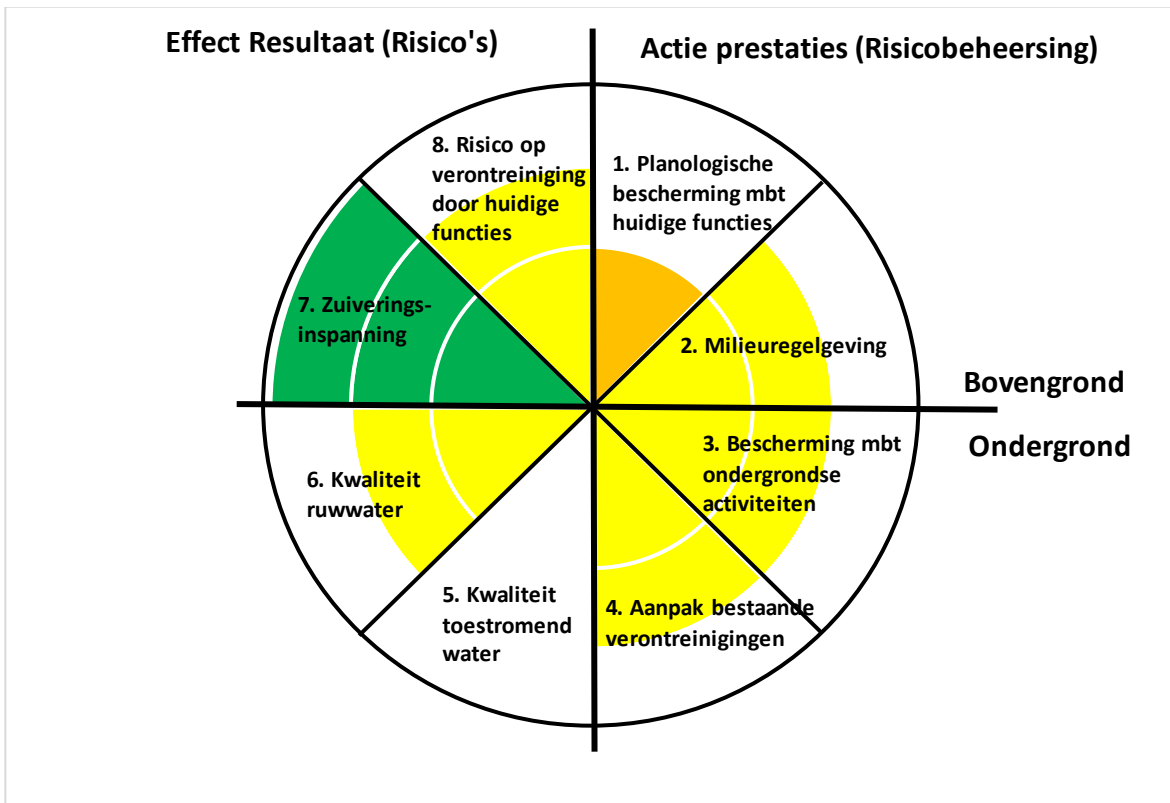 Effect Resultaat (Risico's)
Actie prestaties (Risicobeheersing)
8. Risico op
verontreiniging
door huidige
functies
1. Planologische
bescherming mbt
huidige functies
7. Zuiverings-
inspanning
2. Milieuregelgeving
Bovengrond
Ondergrond
3. Bescherming mbt
ondergrondse
activiteiten
6. Kwaliteit
ruwwater
5. Kwaliteit
toestromend
water
4. Aanpak bestaande
verontreinigingen